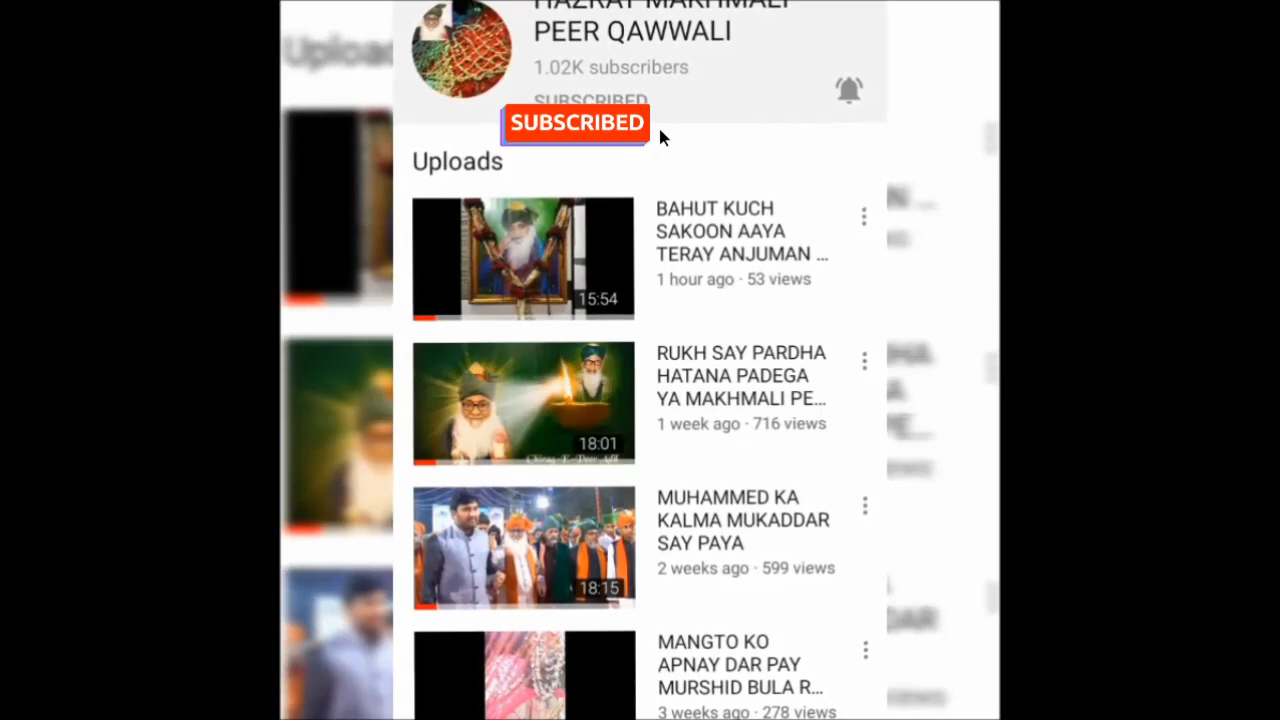 HAZRAT MAKHMALI
PEER QAWWALI
1.02K subscribers
SUBSCRIBED
SUBSCRIBED
Uploads
BAHUT KUCH
SAKOON AAYA
TERAY ANJUMAN ...
1 hour ago · 53 views
15:54
RUKH SAY PARDHA
HATANA PADEGA
YA MAKHMALI PE...
1 week ago · 716 views
18:01
MUHAMMED KA
KALMA MUKADDAR
SAY PAYA
2 weeks ago · 599 views
18:15
MANGTO KO
APNAY DAR PAY
MURSHID BULA R...
3 weeks ago · 278 views